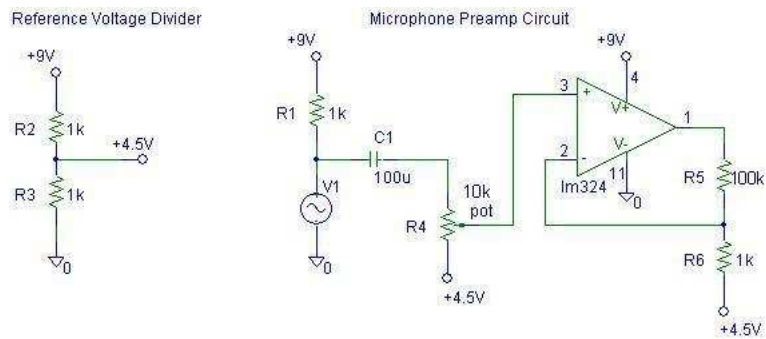 Reference Voltage Divider
+9V
R2
1k
+4.5V
R3
1k
0
Microphone Preamp Circuit
+9V
R1
1k
C1
100u
V1
0
10k
pot
R4
+4.5V
+9V
4
3
+
V+
1
2
-
V-
11
0
lm324
R5
100k
R6
1k
+4.5V